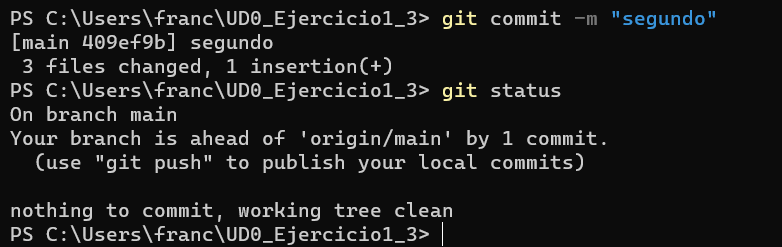 PS C:\Users\franc\UD0_Ejercicio1_3> git commit -m "segundo"
[main 409ef9b] segundo
 3 files changed, 1 insertion(+)
PS C:\Users\franc\UD0_Ejercicio1_3> git status
On branch main
Your branch is ahead of 'origin/main' by 1 commit.
  (use "git push" to publish your local commits)

nothing to commit, working tree clean
PS C:\Users\franc\UD0_Ejercicio1_3>